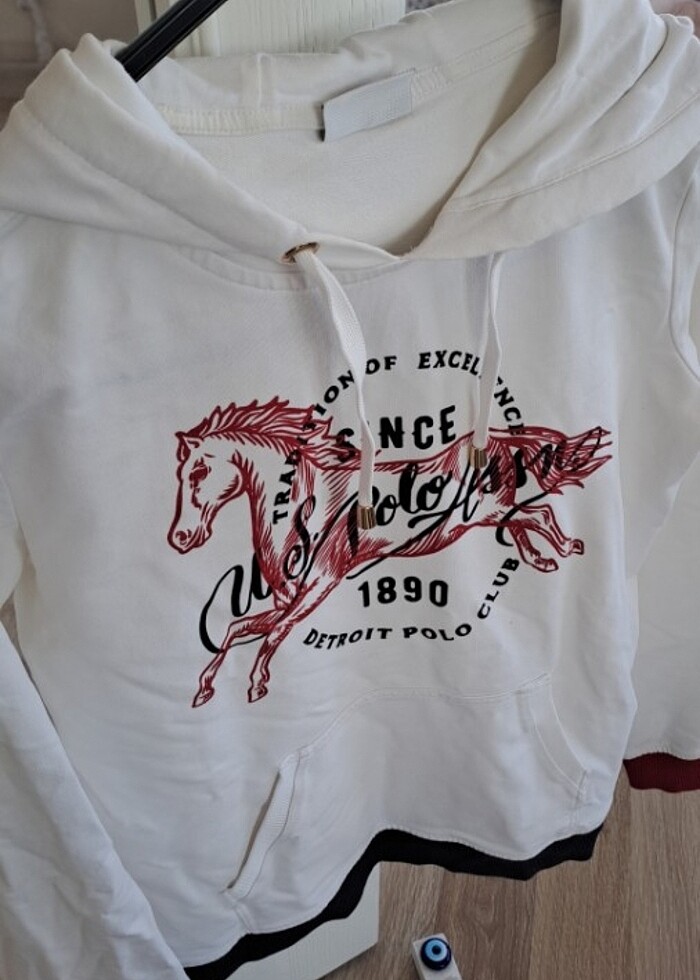 TRADITION OF EXCELLENCE
SINCE
U.S. Polo Assn.
1890
DETROIT POLO CLUB